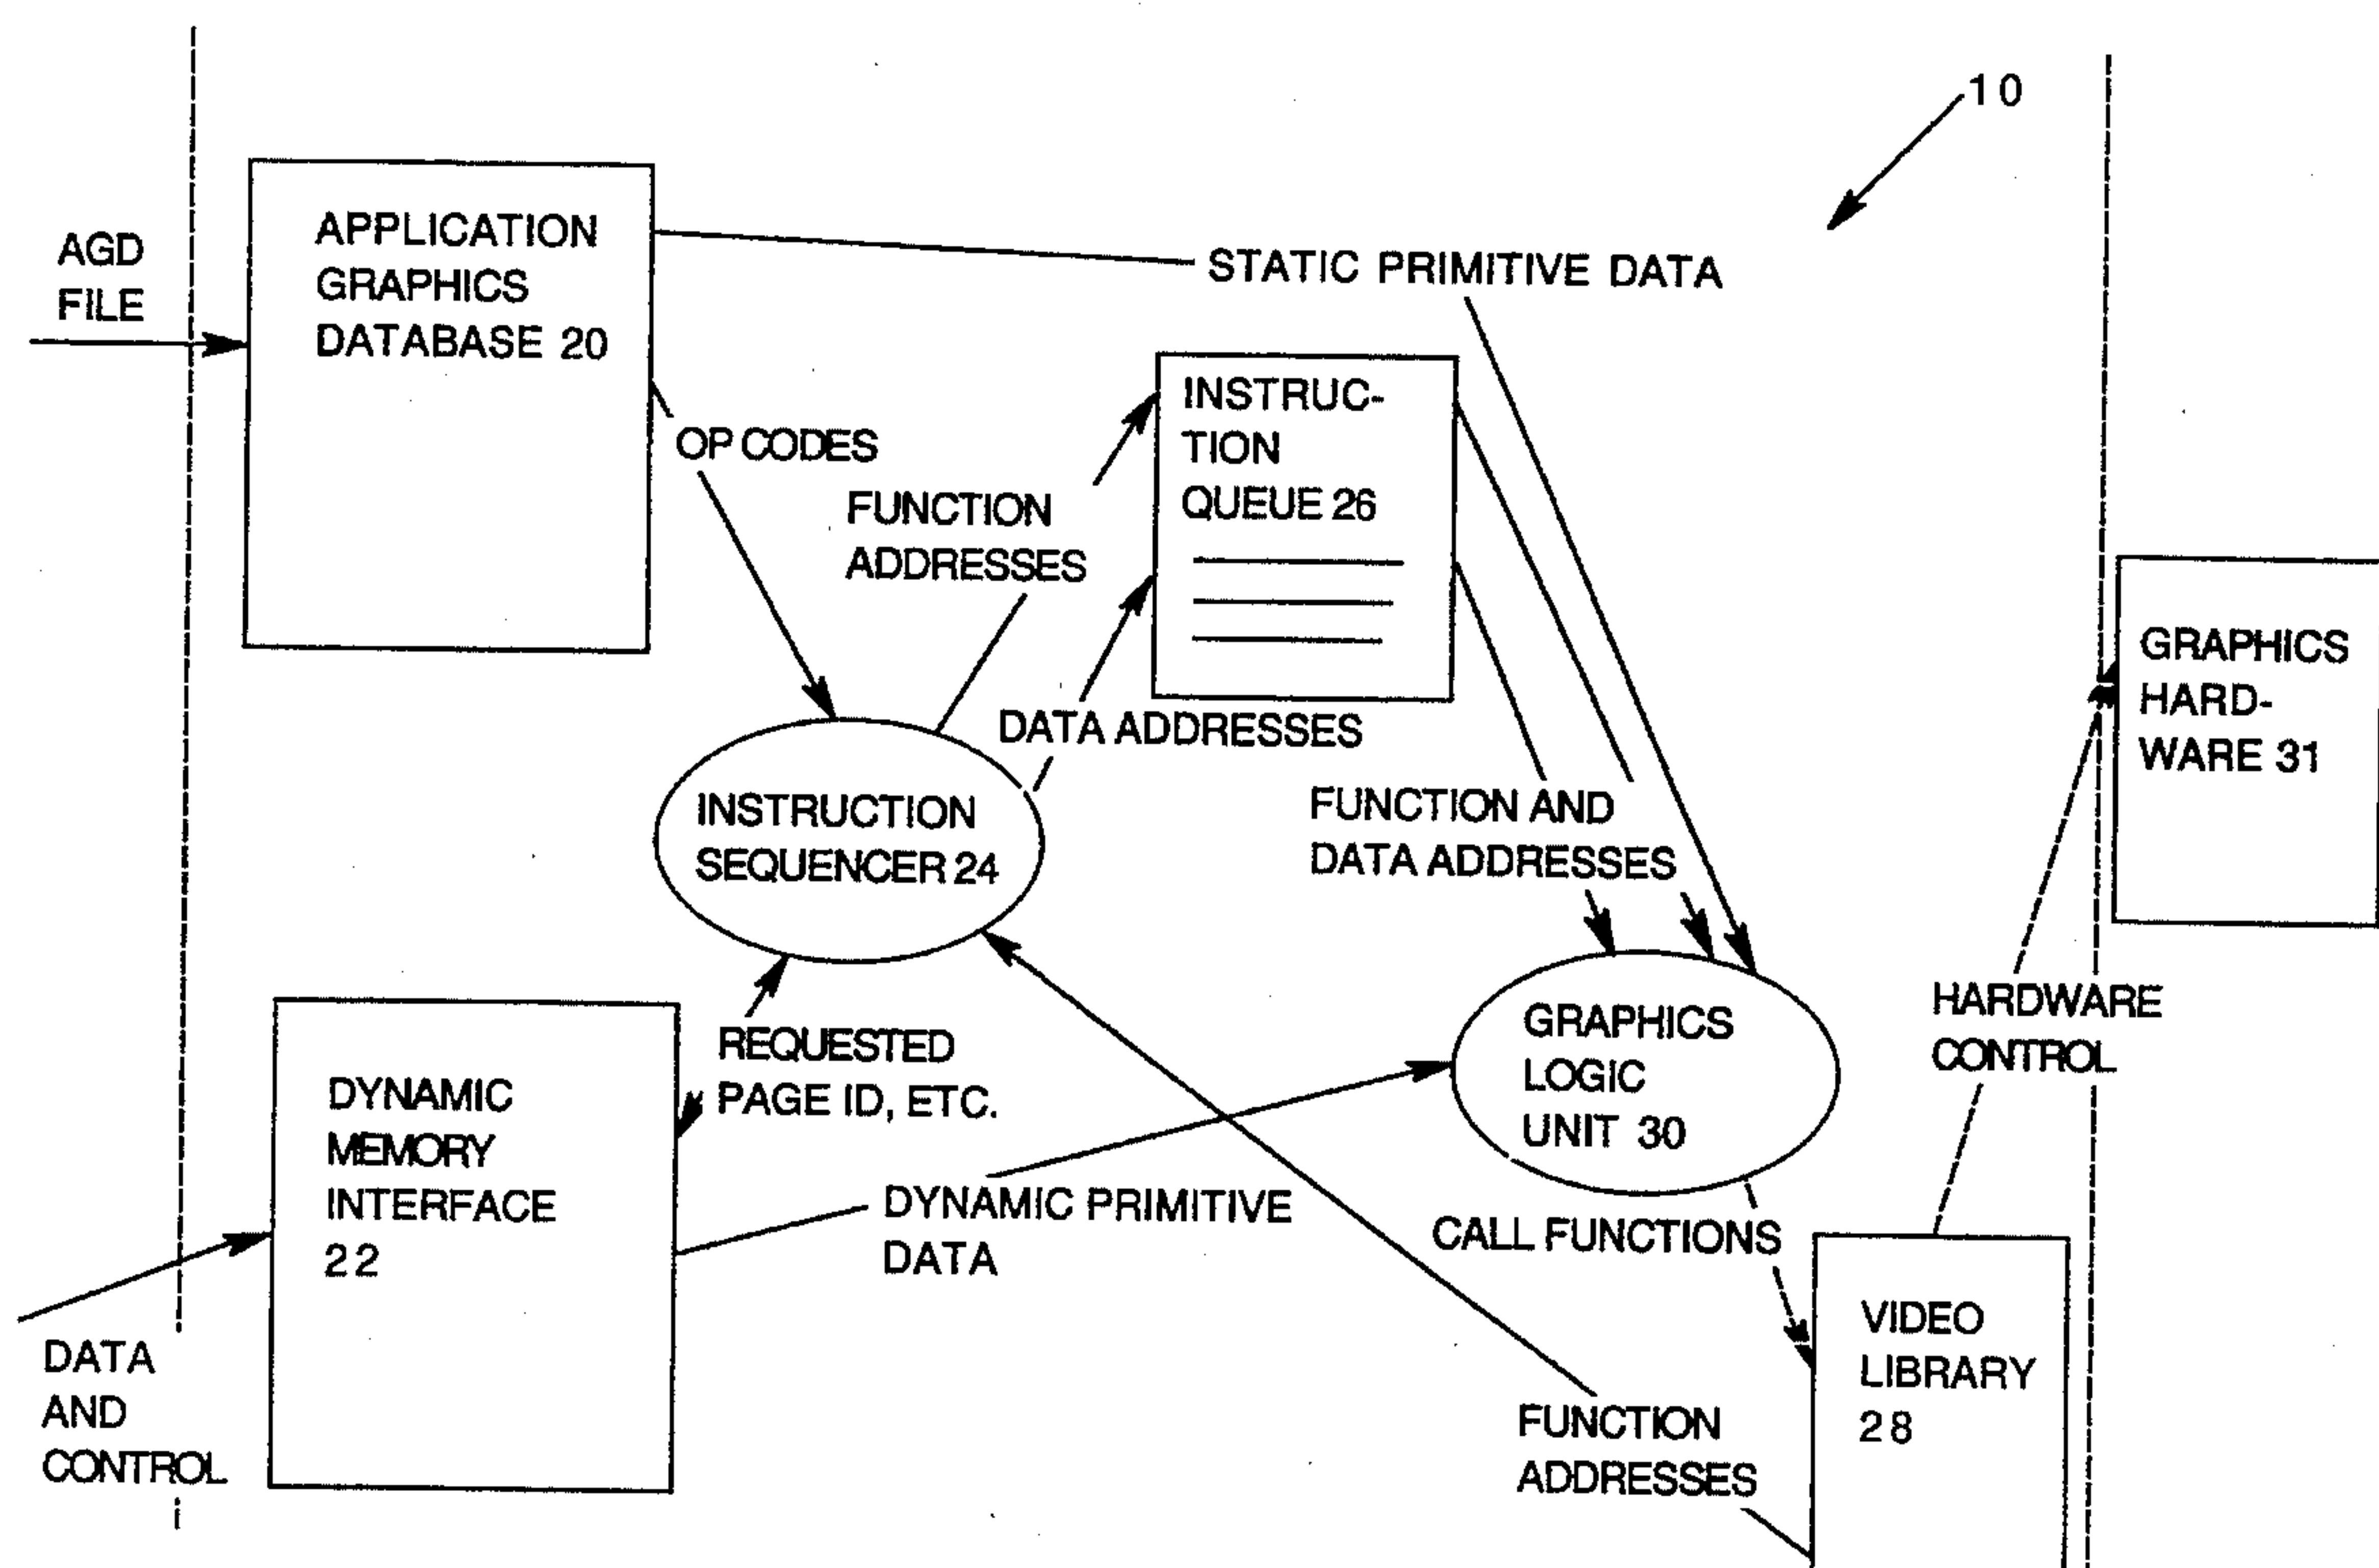 10
AGD
FILE
APPLICATION
GRAPHICS
DATABASE 20
STATIC PRIMITIVE DATA
OP CODES
FUNCTION
ADDRESSES
INSTRUC-
TION
QUEUE 26
DATA ADDRESSES
GRAPHICS
HARD-
WARE 31
INSTRUCTION
SEQUENCER 24
FUNCTION AND
DATA ADDRESSES
REQUESTED
PAGE ID, ETC.
GRAPHICS
LOGIC
UNIT 30
HARDWARE
CONTROL
DYNAMIC
MEMORY
INTERFACE
22
DYNAMIC PRIMITIVE
DATA
CALL FUNCTIONS
DATA
AND
CONTROL
VIDEO
LIBRARY
28
FUNCTION
ADDRESSES